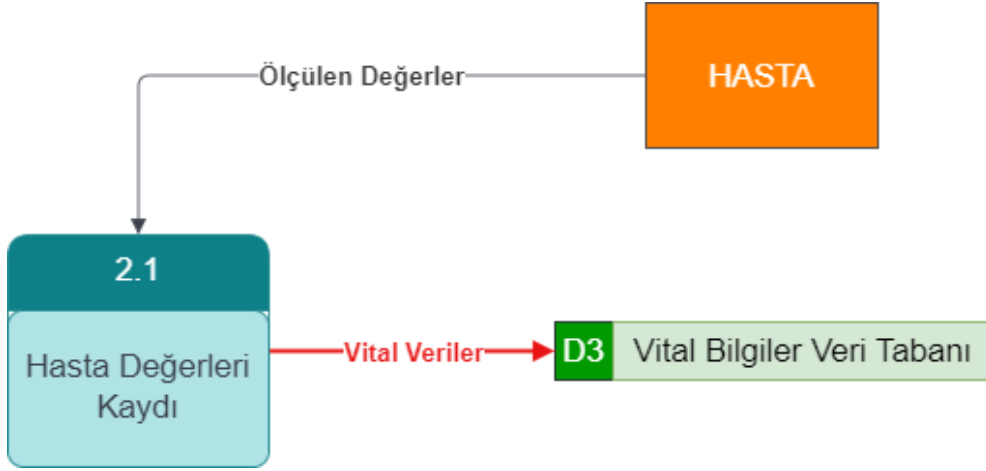 Ölçülen Değerler
HASTA
2.1
Hasta Değerleri
Kaydı
Vital Veriler
D3
Vital Bilgiler Veri Tabanı